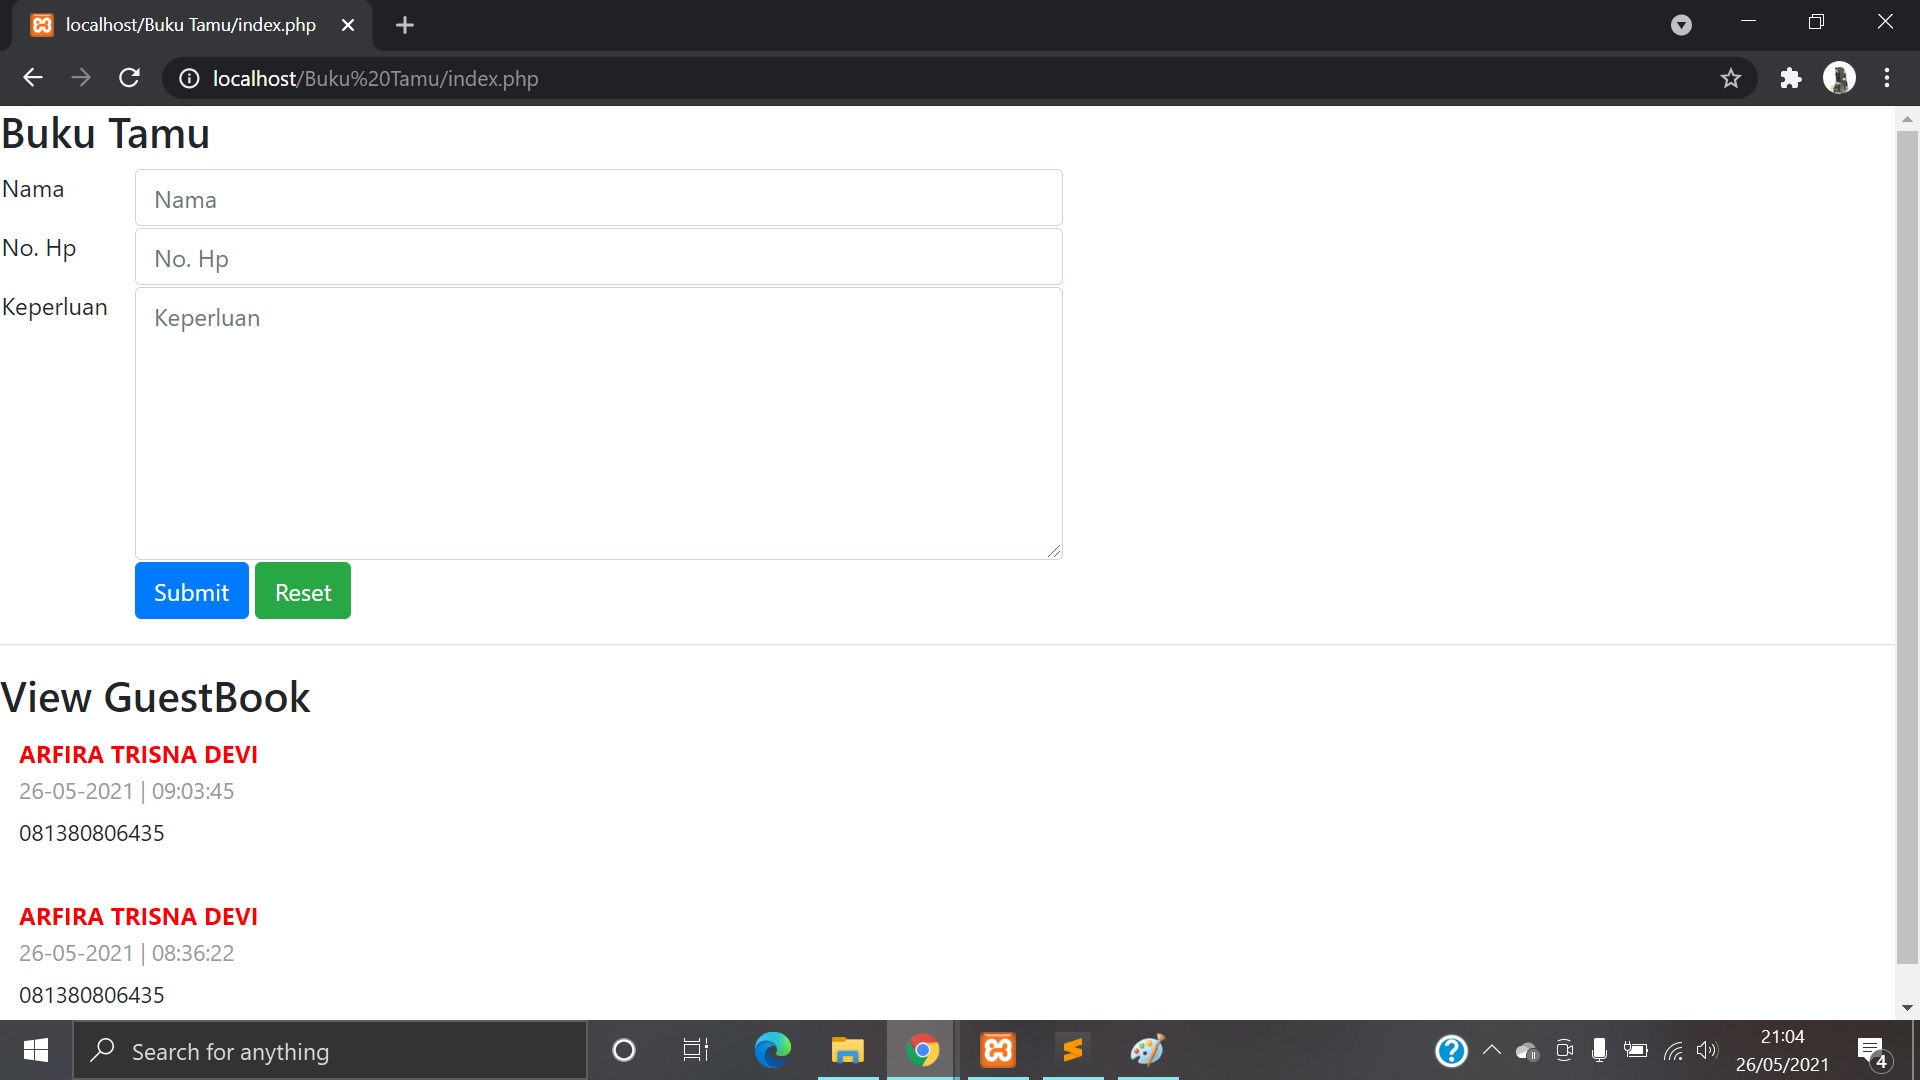 localhost/Buku Tamu/index.php
localhost/Buku%20Tamu/index.php
Buku Tamu
Nama
Nama
No. Hp
No. Hp
Keperluan
Keperluan
Submit Reset
View GuestBook
ARFIRA TRISNA DEVI
26-05-2021 | 09:03:45
081380806435
ARFIRA TRISNA DEVI
26-05-2021 | 08:36:22
081380806435
Search for anything
21:04
26/05/2021
4